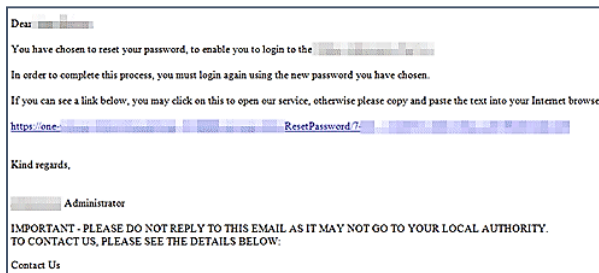 Dear
You have chosen to reset your password, to enable you to login to the
In order to complete this process, you must login again using the new password you have chosen.
If you can see a link below, you may click on this to open our service, otherwise please copy and paste the text into your Internet browse
https://one- ResetPassword/7-
Kind regards,
Administrator
IMPORTANT - PLEASE DO NOT REPLY TO THIS EMAIL AS IT MAY NOT GO TO YOUR LOCAL AUTHORITY.
TO CONTACT US, PLEASE SEE THE DETAILS BELOW:
Contact Us